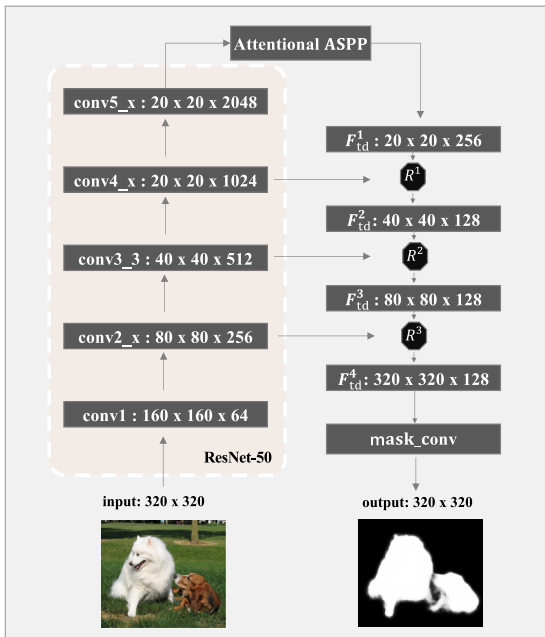 Attentional ASPP
conv5_x : 20 x 20 x 2048
conv4_x : 20 x 20 x 1024
conv3_3 : 40 x 40 x 512
conv2_x : 80 x 80 x 256
conv1 : 160 x 160 x 64
ResNet-50
input: 320 x 320
F¹td : 20 x 20 x 256
R¹
F²td : 40 x 40 x 128
R²
F³td : 80 x 80 x 128
R³
F⁴td : 320 x 320 x 128
mask_conv
output: 320 x 320